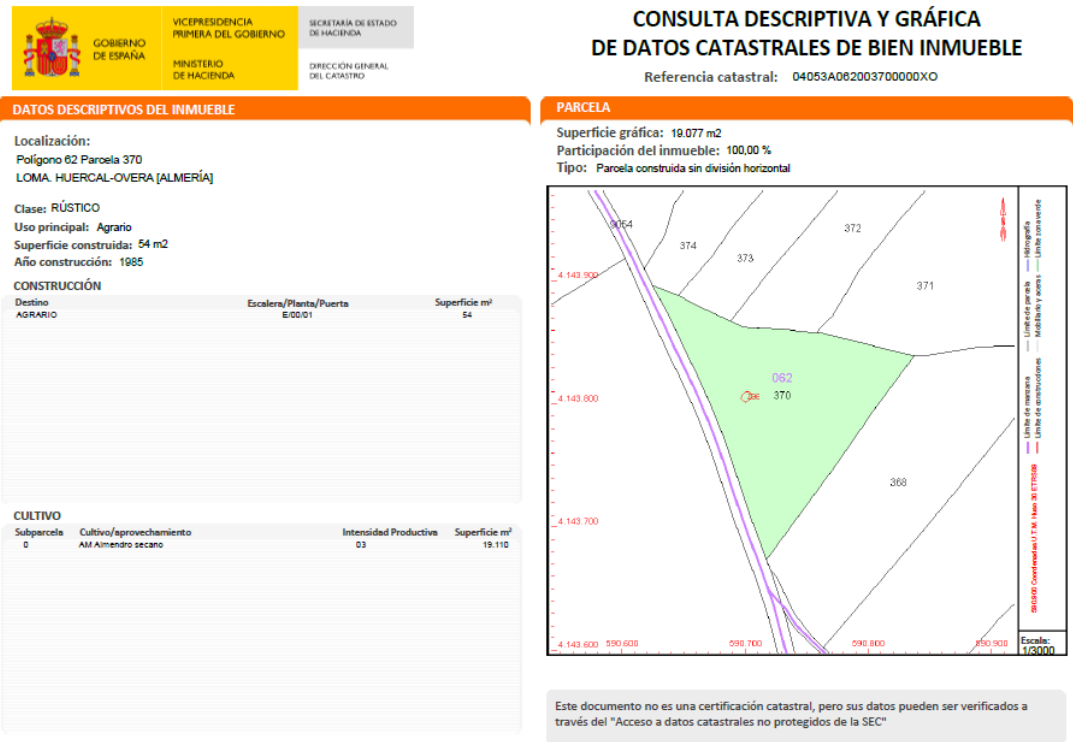 GOBIERNO
DE ESPAÑA
VICEPRESIDENCIA
PRIMERA DEL GOBIERNO
MINISTERIO
DE HACIENDA
SECRETARÍA DE ESTADO
DE HACIENDA
DIRECCIÓN GENERAL
DEL CATASTRO
CONSULTA DESCRIPTIVA Y GRÁFICA
DE DATOS CATASTRALES DE BIEN INMUEBLE
Referencia catastral: 04053A062003700000XO
DATOS DESCRIPTIVOS DEL INMUEBLE
Localización:
Polígono 62 Parcela 370
LOMA. HUERCAL-OVERA [ALMERÍA]
Clase: RÚSTICO
Uso principal: Agrario
Superficie construida: 54 m2
Año construcción: 1985
CONSTRUCCIÓN
Destino Escalera/Planta/Puerta Superficie m²
AGRARIO E/00/01 54
CULTIVO
Subparcela Cultivo/aprovechamiento Intensidad Productiva Superficie m²
0 AM Almendro secano 03 19.110
PARCELA
Superficie gráfica: 19.077 m2
Participación del inmueble: 100,00 %
Tipo: Parcela construida sin división horizontal
9054
374
373
372
371
4.143.900
062
370
4.143.800
368
4.143.700
4.143.600 590.600 590.700 590.800 590.900
Hidrografía
Límite zona verde
Límite de parcela
Mobiliario y aceras
Límite de manzana
Límite de construcciones
590.900 Coordenadas U.T.M. Huso 30 ETRS89
Escala:
1/3000
Este documento no es una certificación catastral, pero sus datos pueden ser verificados a
través del "Acceso a datos catastrales no protegidos de la SEC"